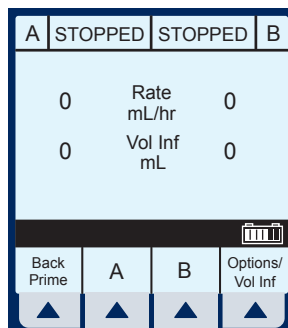 A STOPPED STOPPED B
0 Rate mL/hr 0
0 Vol Inf mL 0
Back Prime
A
B
Options/ Vol Inf